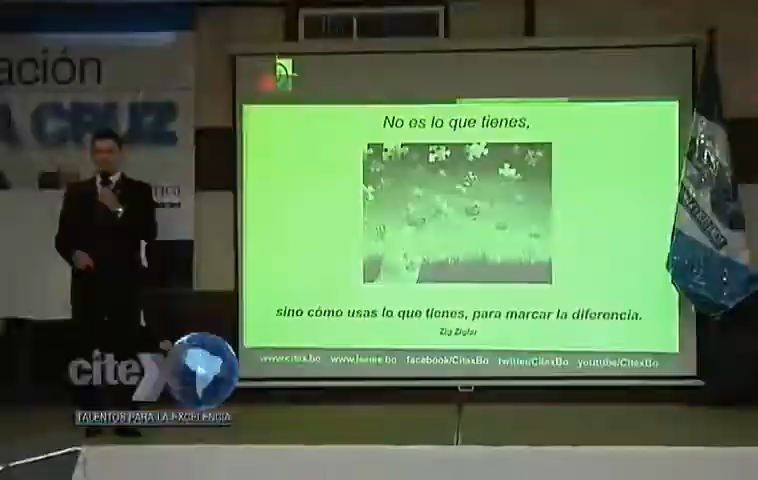 ación
A CRUZ
No es lo que tienes,
sino cómo usas lo que tienes, para marcar la diferencia.
Zig Ziglar
www.citex.bo facebook/CitexBo twitter/CitexBo youtube/CitexBo
citex
TALENTOS PARA LA EXCELENCIA